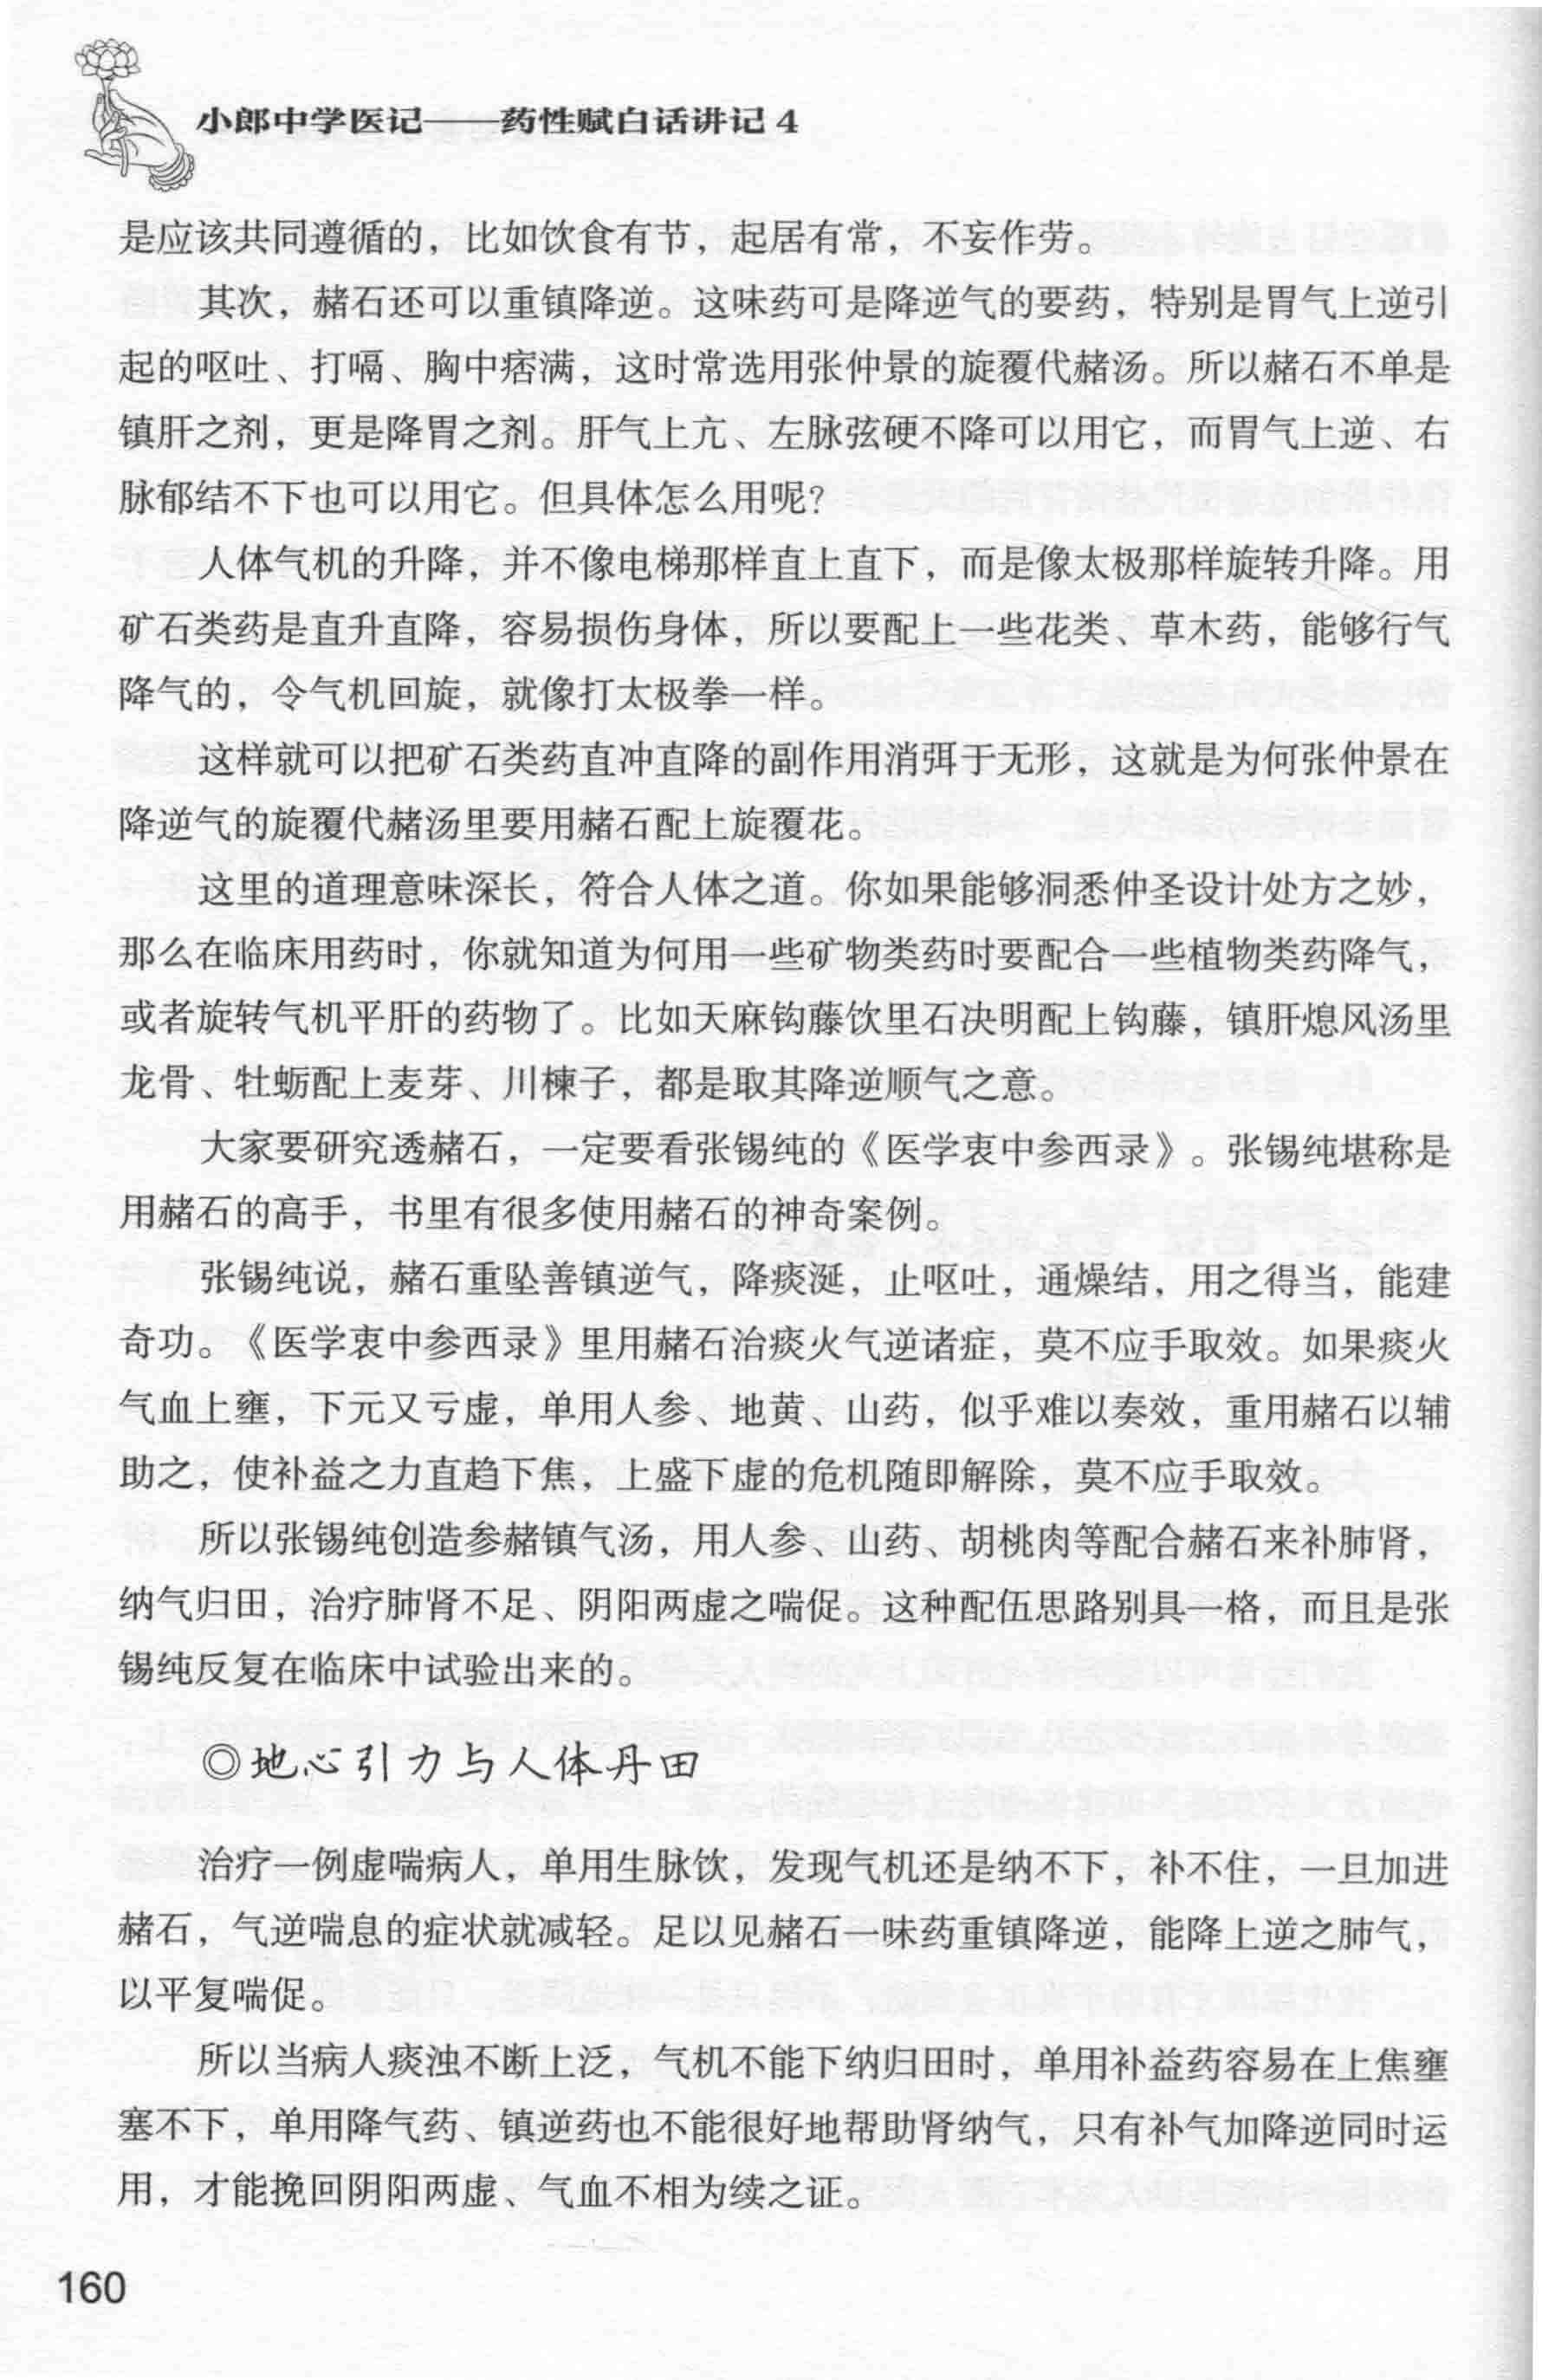 小郎中学医记——药性赋白话讲记4
是应该共同遵循的，比如饮食有节，起居有常，不妄作劳。
其次，赭石还可以重镇降逆。这味药可是降逆气的要药，特别是胃气上逆引
起的呕吐、打嗝、胸中痞满，这时常选用张仲景的旋覆代赭汤。所以赭石不单是
镇肝之剂，更是降胃之剂。肝气上亢、左脉弦硬不降可以用它，而胃气上逆、右
脉郁结不下也可以用它。但具体怎么用呢？
人体气机的升降，并不像电梯那样直上直下，而是像太极那样旋转升降。用
矿石类药是直升直降，容易损伤身体，所以要配上一些花类、草木药，能够行气
降气的，令气机回旋，就像打太极拳一样。
这样就可以把矿石类药直冲直降的副作用消弭于无形，这就是为何张仲景在
降逆气的旋覆代赭汤里要用赭石配上旋覆花。
这里的道理意味深长，符合人体之道。你如果能够洞悉仲圣设计处方之妙，
那么在临床用药时，你就知道为何用一些矿物类药时要配合一些植物类药降气，
或者旋转气机平肝的药物了。比如天麻钩藤饮里石决明配上钩藤，镇肝熄风汤里
龙骨、牡蛎配上麦芽、川楝子，都是取其降逆顺气之意。
大家要研究透赭石，一定要看张锡纯的《医学衷中参西录》。张锡纯堪称是
用赭石的高手，书里有很多使用赭石的神奇案例。
张锡纯说，赭石重坠善镇逆气，降痰涎，止呕吐，通燥结，用之得当，能建
奇功。《医学衷中参西录》里用赭石治痰火气逆诸症，莫不应手取效。如果痰火
气血上壅，下元又亏虚，单用人参、地黄、山药，似乎难以奏效，重用赭石以辅
助之，使补益之力直趋下焦，上盛下虚的危机随即解除，莫不应手取效。
所以张锡纯创造参赭镇气汤，用人参、山药、胡桃肉等配合赭石来补肺肾，
纳气归田，治疗肺肾不足、阴阳两虚之喘促。这种配伍思路别具一格，而且是张
锡纯反复在临床中试验出来的。
◎地心引力与人体丹田
治疗一例虚喘病人，单用生脉饮，发现气机还是纳不下，补不住，一旦加进
赭石，气逆喘息的症状就减轻。足以见赭石一味药重镇降逆，能降上逆之肺气，
以平复喘促。
所以当病人痰浊不断上泛，气机不能下纳归田时，单用补益药容易在上焦壅
塞不下，单用降气药、镇逆药也不能很好地帮助肾纳气，只有补气加降逆同时运
用，才能挽回阴阳两虚、气血不相为续之证。
160